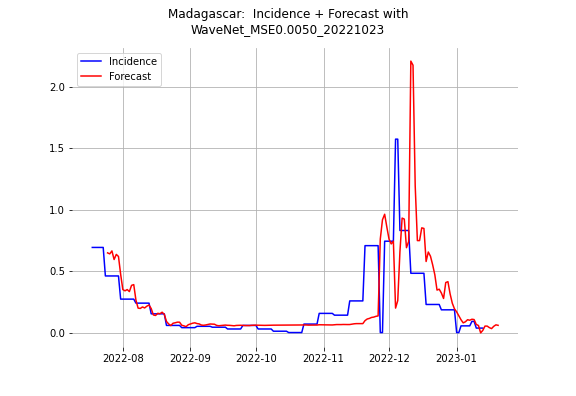 Madagascar:  Incidence + Forecast with
WaveNet_MSE0.0050_20221023
Incidence
Forecast
2.0
1.5
1.0
0.5
0.0
2022-08 2022-09 2022-10 2022-11 2022-12 2023-01